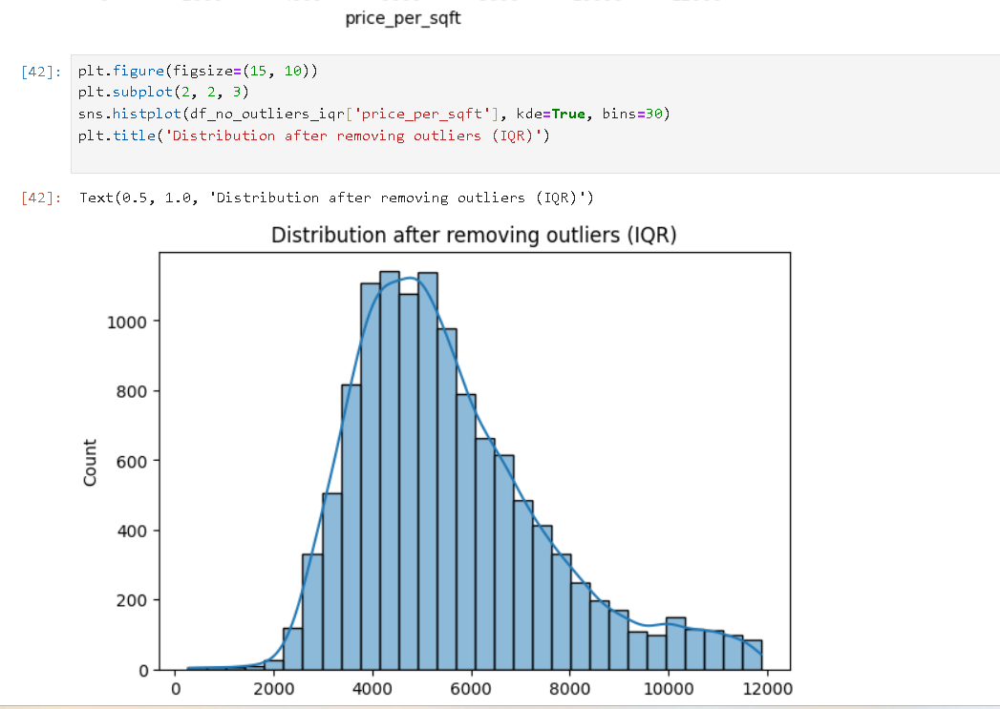 price_per_sqft
[42]: plt.figure(figsize=(15, 10))
plt.subplot(2, 2, 3)
sns.histplot(df_no_outliers_iqr['price_per_sqft'], kde=True, bins=30)
plt.title('Distribution after removing outliers (IQR)')
[42]: Text(0.5, 1.0, 'Distribution after removing outliers (IQR)')
Distribution after removing outliers (IQR)
1000
800
600
Count
400
200
0
0 2000 4000 6000 8000 10000 12000